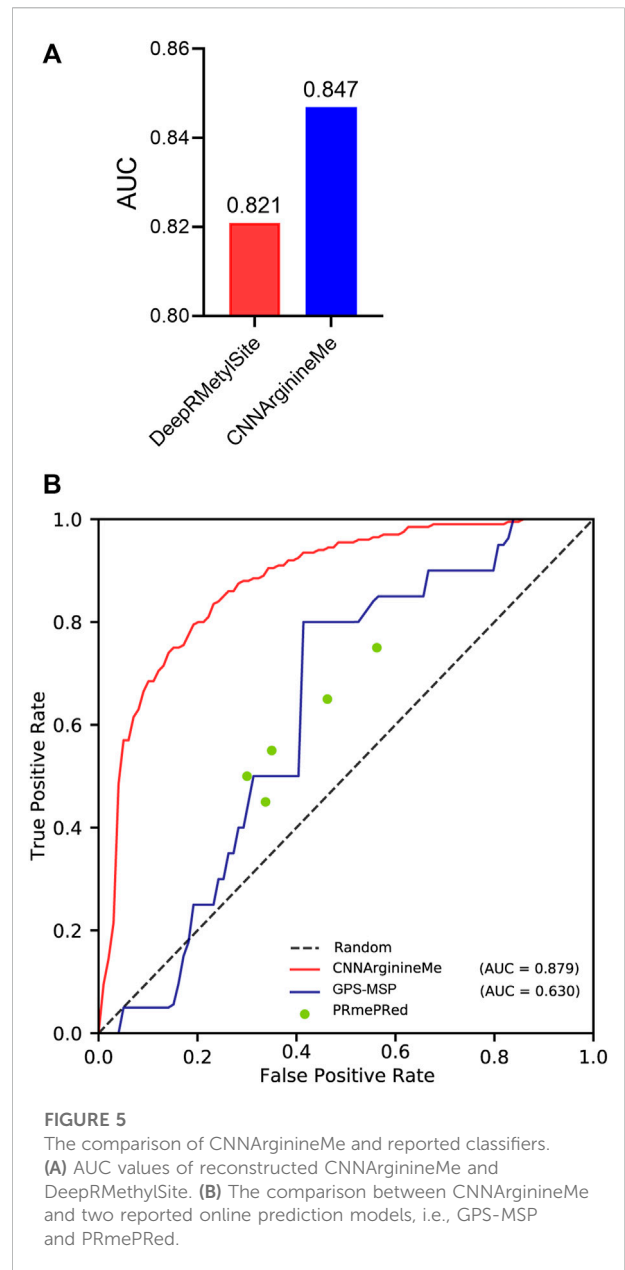 A
0.86
0.84
0.82
0.80
AUC
0.821
0.847
DeepRMetylSite
CNNArginineMe
B
1.0
0.8
0.6
0.4
0.2
0.0
True Positive Rate
Random
CNNArginineMe (AUC = 0.879)
GPS-MSP (AUC = 0.630)
PRmePRed
0.0 0.2 0.4 0.6 0.8 1.0
False Positive Rate
FIGURE 5
The comparison of CNNArginineMe and reported classifiers.
(A) AUC values of reconstructed CNNArginineMe and
DeepRMethylSite. (B) The comparison between CNNArginineMe
and two reported online prediction models, i.e., GPS-MSP
and PRmePRed.